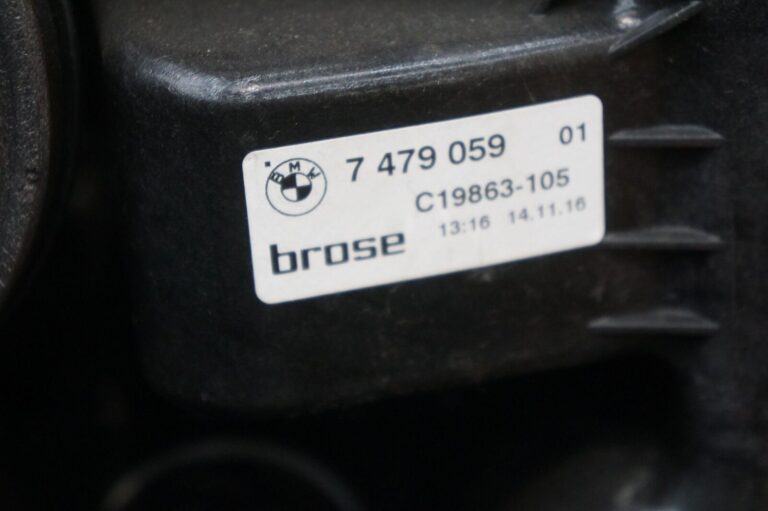 BMW
7 479 059 01
C19863-105
13:16 14.11.16
brose